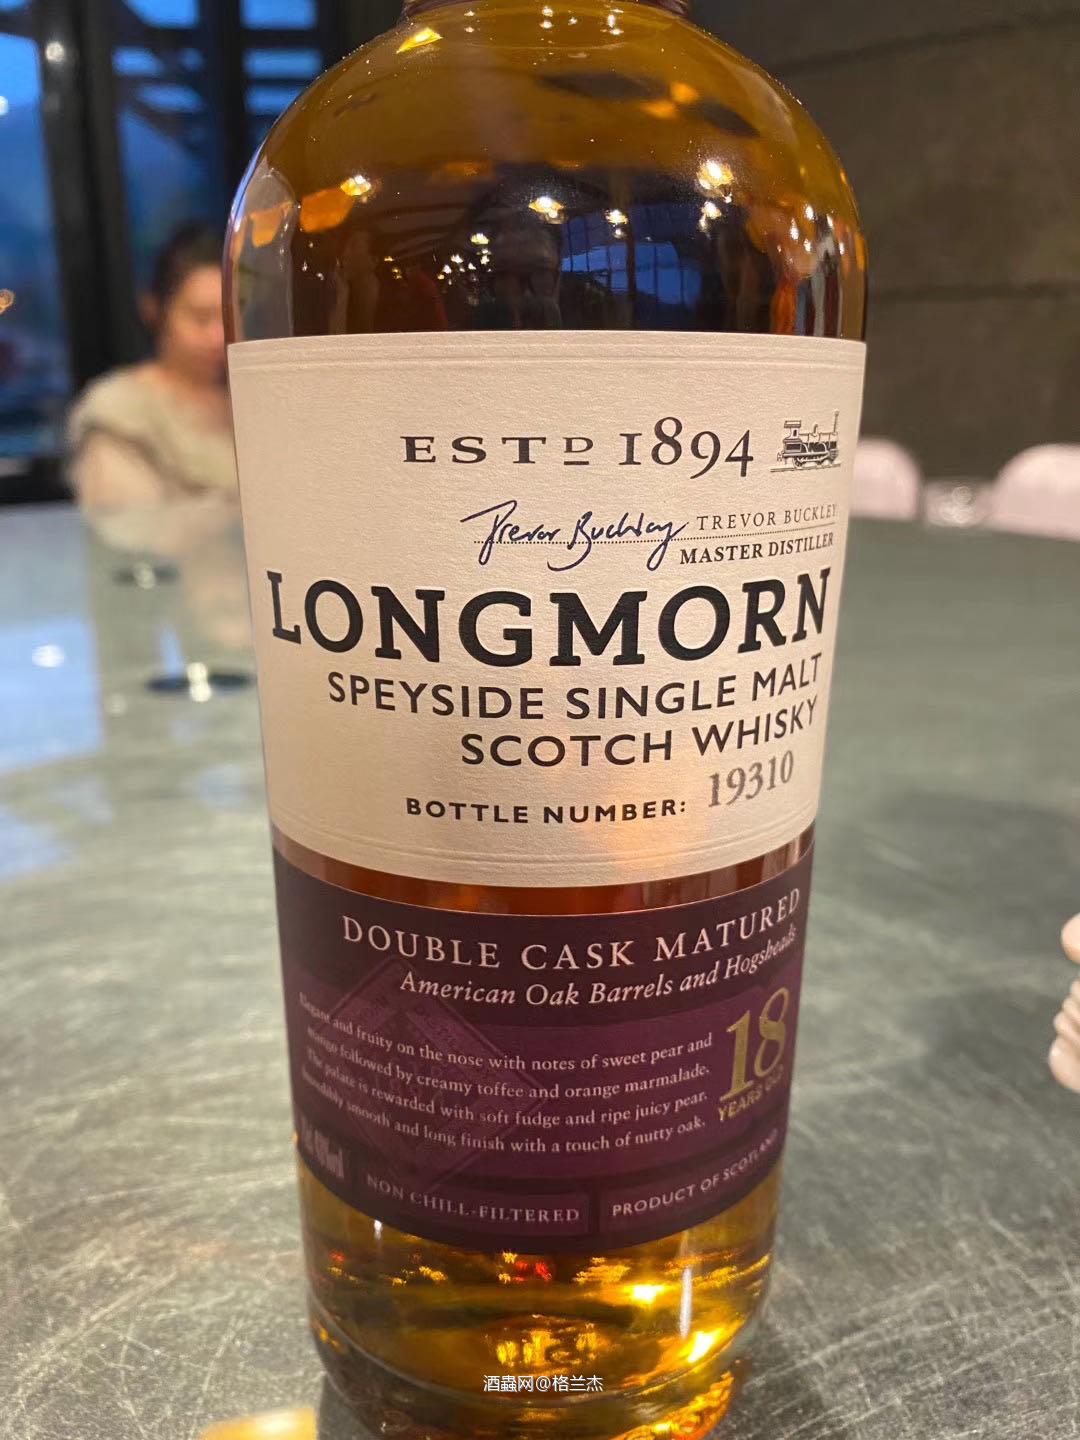 ESTD 1894
Trevor Buckley
TREVOR BUCKLEY
MASTER DISTILLER
LONGMORN
SPEYSIDE SINGLE MALT
SCOTCH WHISKY
BOTTLE NUMBER: 19310
DOUBLE CASK MATURED
American Oak Barrels and Hogsheads
Elegant and fruity on the nose with notes of sweet pear and
mango followed by creamy toffee and orange marmalade.
The palate is rewarded with soft fudge and ripe juicy pear.
Incredibly smooth and long finish with a touch of nutty oak.
18
YEARS OLD
NON CHILL-FILTERED
PRODUCT OF SCOTLAND
酒蟲网@格兰杰